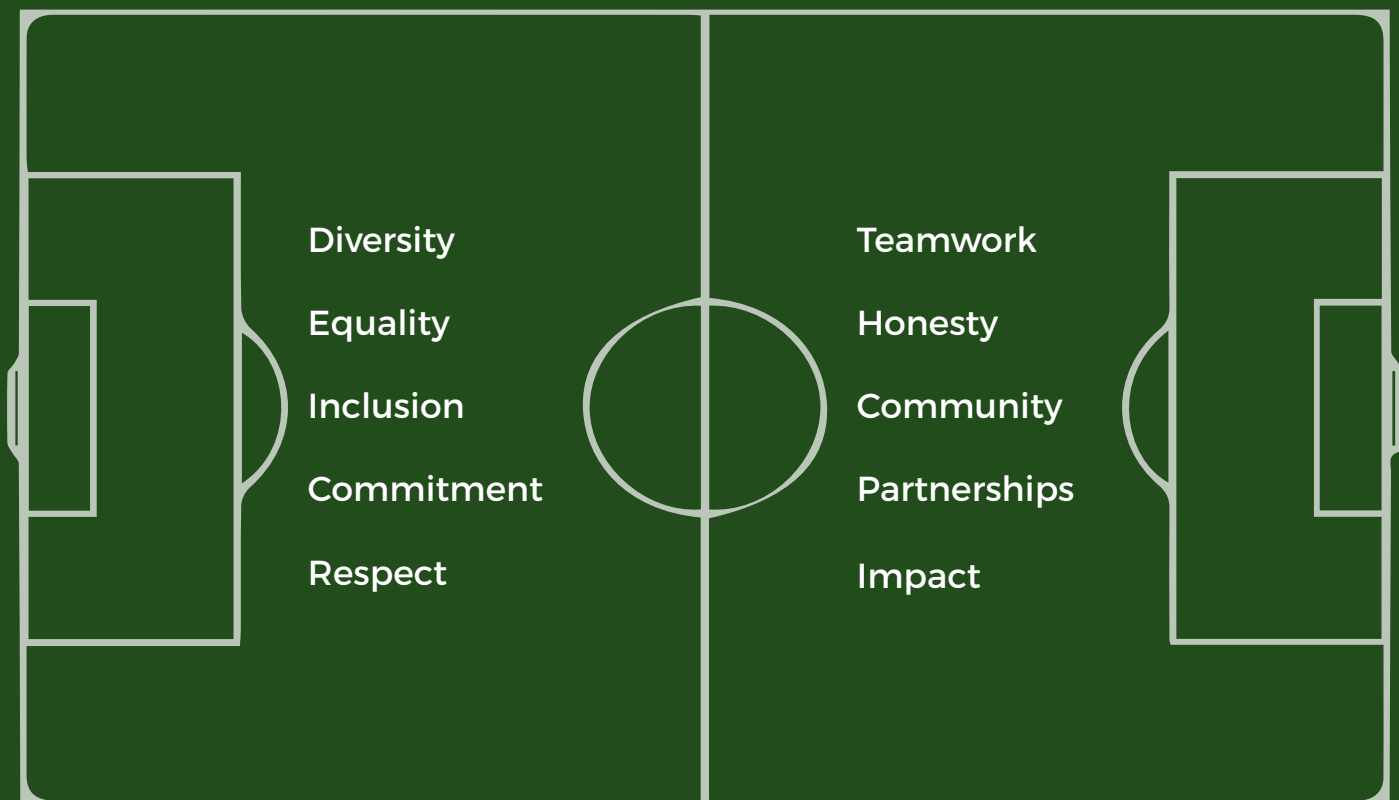 Diversity
Equality
Inclusion
Commitment
Respect
Teamwork
Honesty
Community
Partnerships
Impact